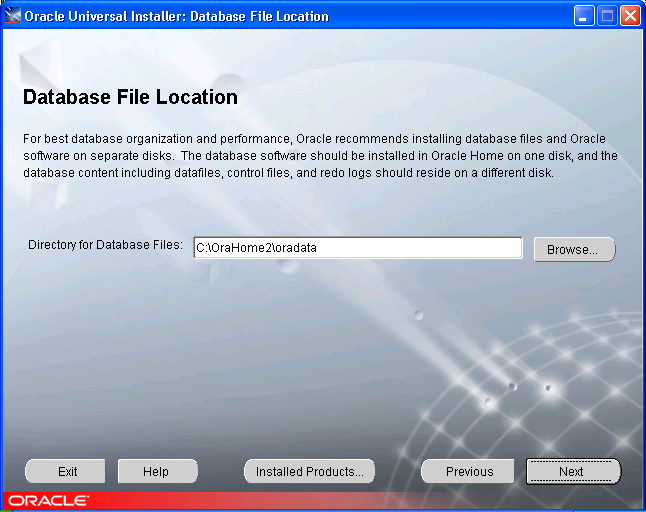 Oracle Universal Installer: Database File Location
Database File Location
For best database organization and performance, Oracle recommends installing database files and Oracle
software on separate disks.  The database software should be installed in Oracle Home on one disk, and the
database content including datafiles, control files, and redo logs should reside on a different disk.
Directory for Database Files: C:\OraHome2\oradata Browse...
Exit Help Installed Products... Previous Next
ORACLE